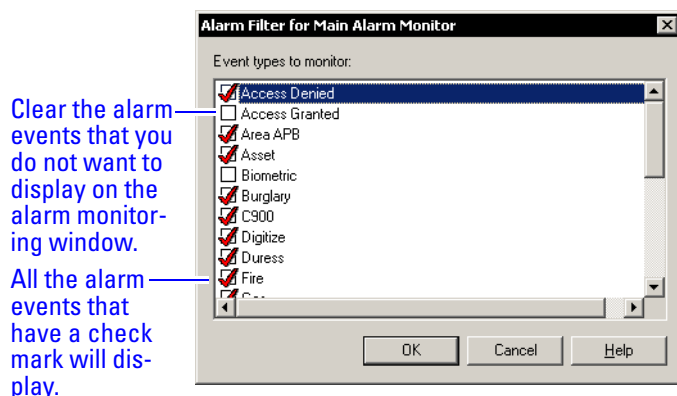 Alarm Filter for Main Alarm Monitor
Event types to monitor:
Access Denied
Access Granted
Area APB
Asset
Biometric
Burglary
C900
Digitize
Duress
Fire
OK
Cancel
Help
Clear the alarm
events that you
do not want to
display on the
alarm monitor-
ing window.
All the alarm
events that
have a check
mark will dis-
play.